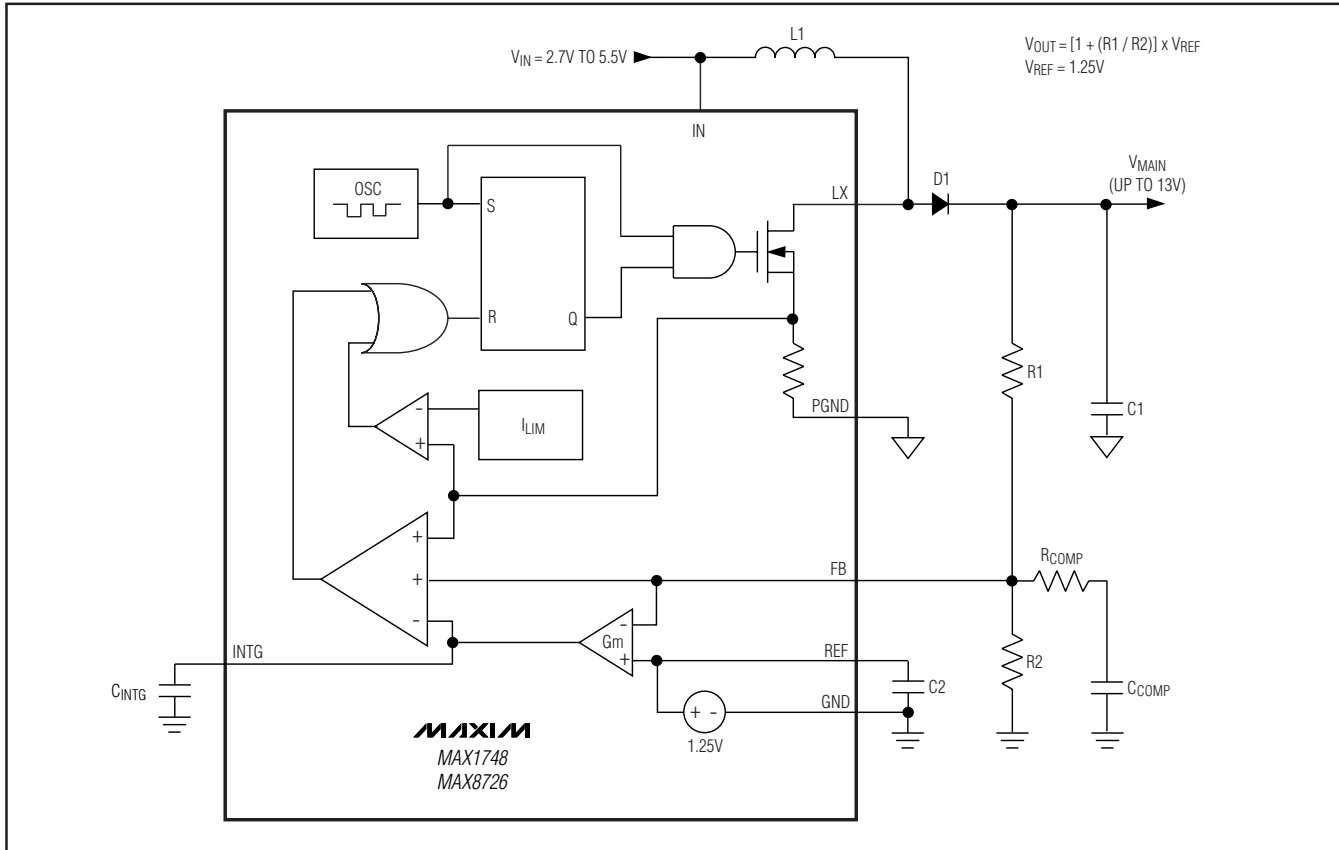 L1
VIN = 2.7V TO 5.5V
VOUT = [1 + (R1 / R2)] x VREF
VREF = 1.25V
IN
OSC
S
LX
D1
VMAIN
(UP TO 13V)
R
Q
R1
PGND
C1
-
+
ILIM
+
+
-
FB
RCOMP
Gm
-
+
REF
R2
INTG
C2
CCOMP
CINTG
GND
+ -
1.25V
MAXIM
MAX1748
MAX8726